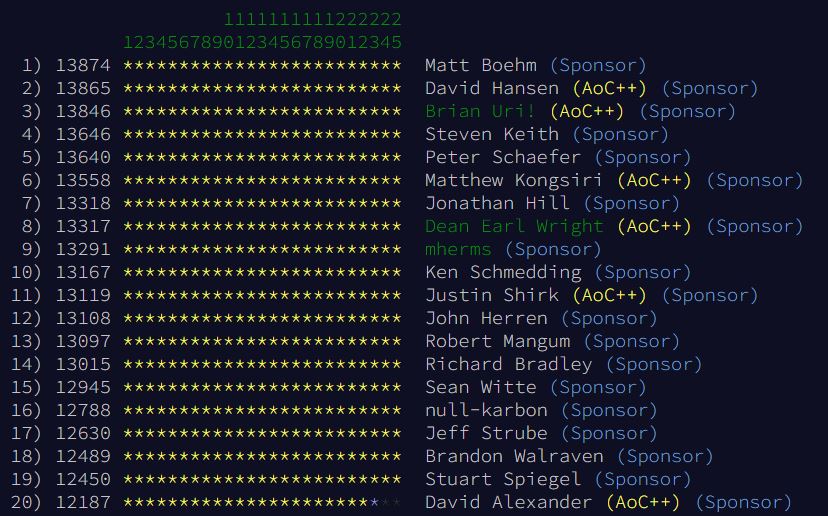 1111111111222222
1234567890123456789012345
1) 13874 ************************* Matt Boehm (Sponsor)
2) 13865 ************************* David Hansen (AoC++) (Sponsor)
3) 13846 ************************* Brian Uri! (AoC++) (Sponsor)
4) 13646 ************************* Steven Keith (Sponsor)
5) 13640 ************************* Peter Schaefer (Sponsor)
6) 13558 ************************* Matthew Kongsiri (AoC++) (Sponsor)
7) 13318 ************************* Jonathan Hill (Sponsor)
8) 13317 ************************* Dean Earl Wright (AoC++) (Sponsor)
9) 13291 ************************* mherms (Sponsor)
10) 13167 ************************* Ken Schmedding (Sponsor)
11) 13119 ************************* Justin Shirk (AoC++) (Sponsor)
12) 13108 ************************* John Herren (Sponsor)
13) 13097 ************************* Robert Mangum (Sponsor)
14) 13015 ************************* Richard Bradley (Sponsor)
15) 12945 ************************* Sean Witte (Sponsor)
16) 12788 ************************* null-karbon (Sponsor)
17) 12630 ************************* Jeff Strube (Sponsor)
18) 12489 ************************* Brandon Walraven (Sponsor)
19) 12450 ************************* Stuart Spiegel (Sponsor)
20) 12187 ************************* David Alexander (AoC++) (Sponsor)